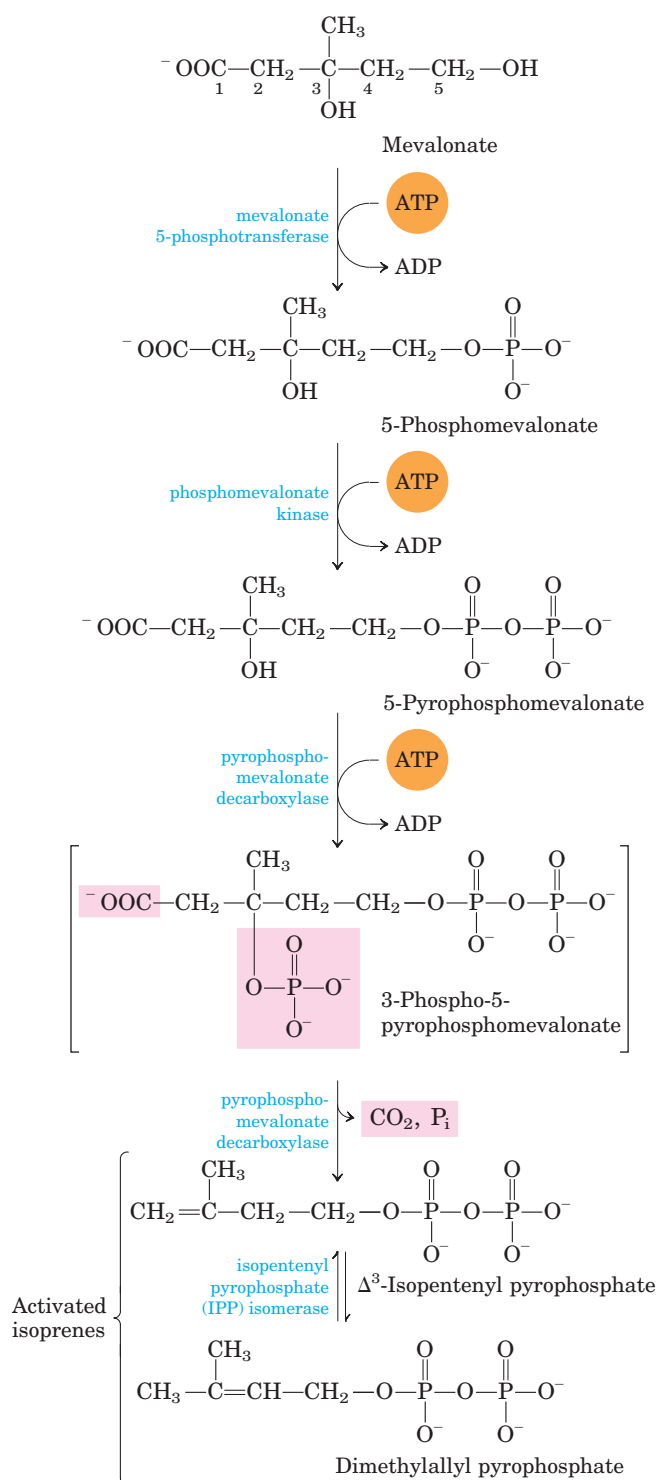 CH₃
⁻OOC—CH₂—C—CH₂—CH₂—OH
1 2 3 4 5
OH
Mevalonate
mevalonate
5-phosphotransferase
ATP
ADP
CH₃ O
⁻OOC—CH₂—C—CH₂—CH₂—O—P—O⁻
OH O⁻
5-Phosphomevalonate
phosphomevalonate
kinase
ATP
ADP
CH₃ O O
⁻OOC—CH₂—C—CH₂—CH₂—O—P—O—P—O⁻
OH O⁻ O⁻
5-Pyrophosphomevalonate
pyrophospho-
mevalonate
decarboxylase
ATP
ADP
CH₃ O O
⁻OOC—CH₂—C—CH₂—CH₂—O—P—O—P—O⁻
O⁻ O⁻
O
O—P—O⁻
O⁻
3-Phospho-5-
pyrophosphomevalonate
pyrophospho-
mevalonate
decarboxylase
CO₂, Pᵢ
CH₃ O O
CH₂=C—CH₂—CH₂—O—P—O—P—O⁻
O⁻ O⁻
isopentenyl
pyrophosphate
(IPP) isomerase
Δ³-Isopentenyl pyrophosphate
Activated
isoprenes
CH₃ O O
CH₃—C=CH—CH₂—O—P—O—P—O⁻
O⁻ O⁻
Dimethylallyl pyrophosphate